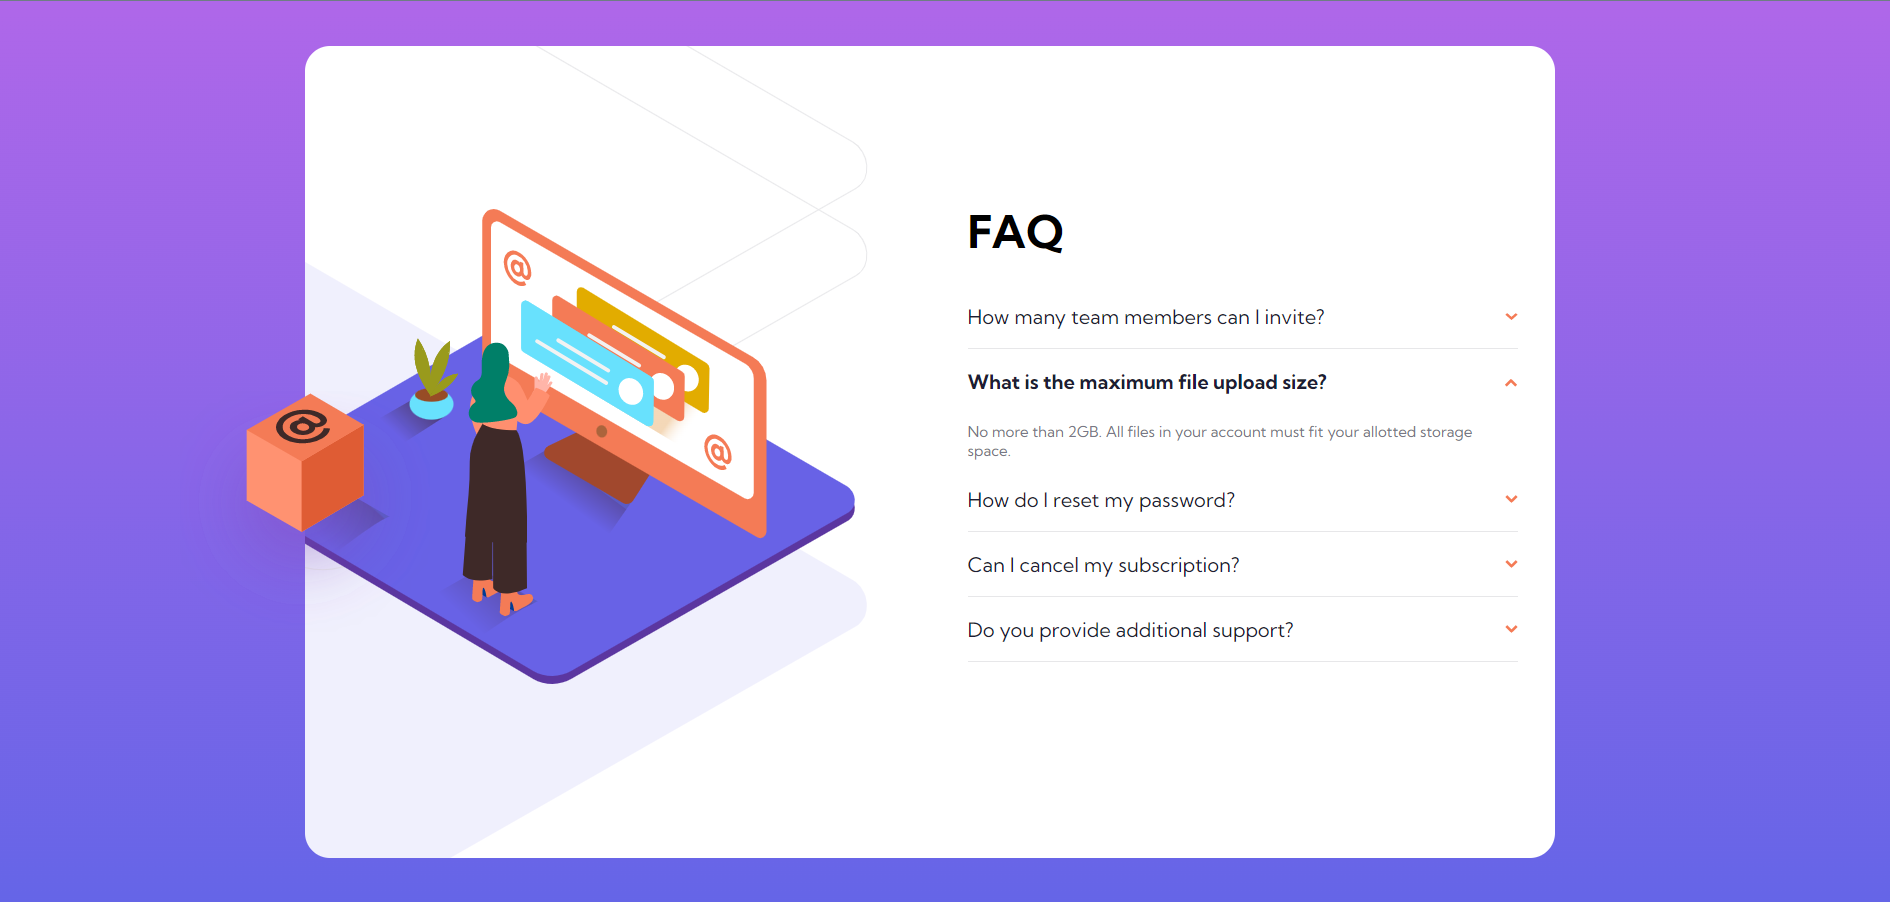 @
@
@
FAQ
How many team members can I invite?
What is the maximum file upload size?
No more than 2GB. All files in your account must fit your allotted storage
space.
How do I reset my password?
Can I cancel my subscription?
Do you provide additional support?